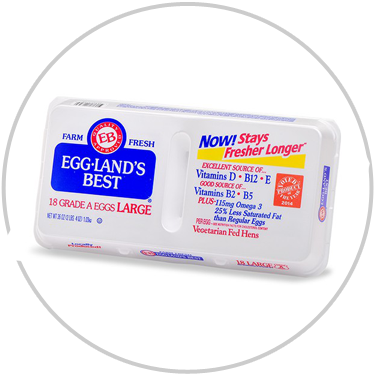 FARM EB FRESH
EGG·LAND'S
BEST
18 GRADE A EGGS LARGE
NOW! Stays
Fresher Longer
EXCELLENT SOURCE OF...
Vitamins D • B12 • E
GOOD SOURCE OF...
Vitamins B2 • B5
PLUS•115mg Omega 3
25% Less Saturated Fat
than Regular Eggs
Vegetarian Fed Hens
18 LARGE